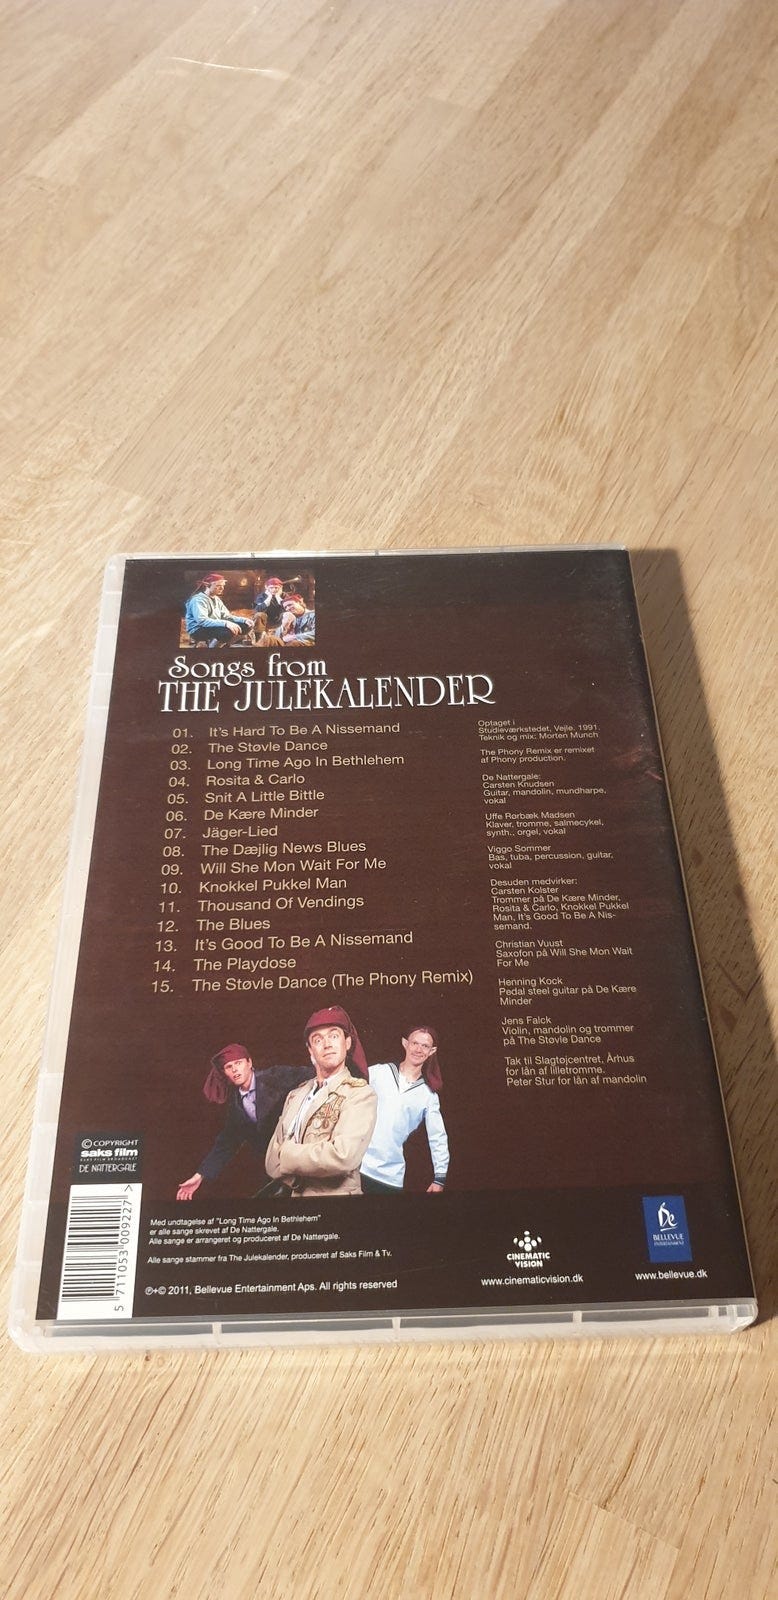 Songs from
THE JULEKALENDER
01. It's Hard To Be A Nissemand
02. The Støvle Dance
03. Long Time Ago In Bethlehem
04. Rosita & Carlo
05. Snit A Little Bittle
06. De Kære Minder
07. Jäger-Lied
08. The Dæjlig News Blues
09. Will She Mon Wait For Me
10. Knokkel Pukkel Man
11. Thousand Of Vendings
12. The Blues
13. It's Good To Be A Nissemand
14. The Playdose
15. The Støvle Dance (The Phony Remix)
Optaget i
Studieværkstedet, Vejle. 1991.
Teknik og mix: Morten Munch
The Phony Remix er remixet
af Phony production.
De Nattergale:
Carsten Knudsen
Guitar, mandolin, mundharpe,
vokal
Uffe Rørbæk Madsen
Klaver, tromme, salmecykel,
synth., orgel, vokal
Viggo Sommer
Bas, tuba, percussion, guitar,
vokal
Desuden medvirker:
Carsten Kolster
Trommer på De Kære Minder,
Rosita & Carlo, Knokkel Pukkel
Man, It's Good To Be A Nis-
semand.
Christian Vuust
Saxofon på Will She Mon Wait
For Me
Henning Kock
Pedal steel guitar på De Kære
Minder
Jens Falck
Violin, mandolin og trommer
på The Støvle Dance
Tak til Slagtøjcentret, Århus
for lån af lilletromme.
Peter Stur for lån af mandolin
© COPYRIGHT
saks film
SAKS FILM BROADCAST
DE NATTERGALE
5 711053 009227 >
Med undtagelse af "Long Time Ago In Bethlehem"
er alle sange skrevet af De Nattergale.
Alle sange er arrangeret og produceret af De Nattergale.
Alle sange stammer fra The Julekalender, produceret af Saks Film & Tv.
℗+© 2011, Bellevue Entertainment Aps. All rights reserved
CINEMATIC
VISION
www.cinematicvision.dk
BELLEVUE
ENTERTAINMENT
www.bellevue.dk